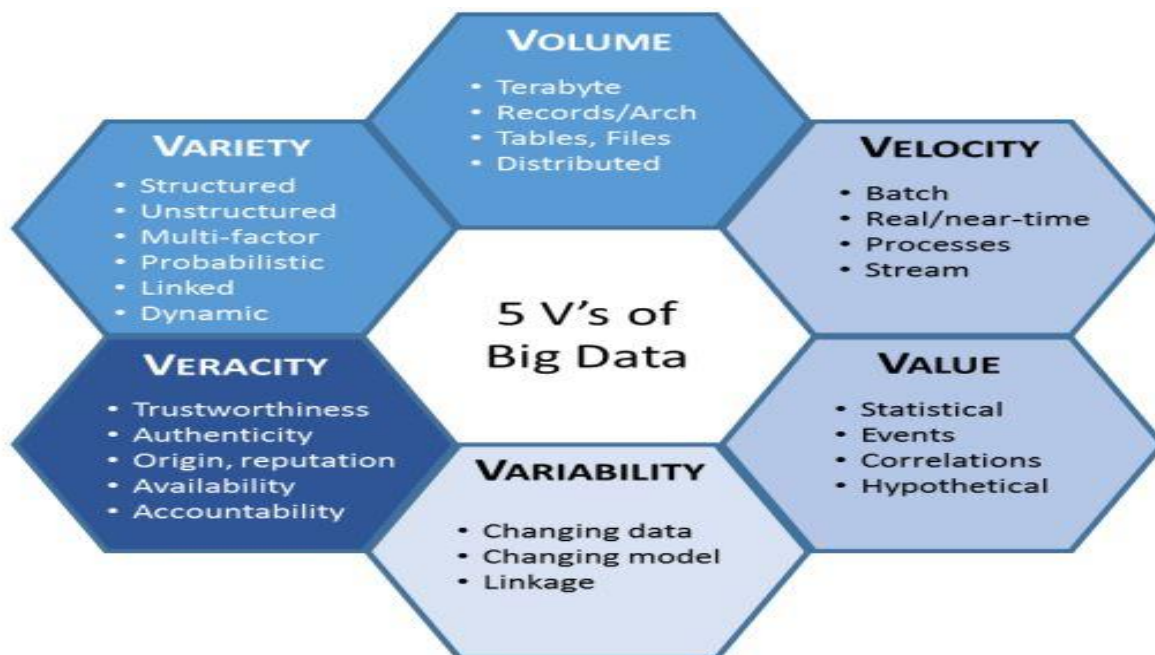 VOLUME
• Terabyte
• Records/Arch
• Tables, Files
• Distributed
VARIETY
• Structured
• Unstructured
• Multi-factor
• Probabilistic
• Linked
• Dynamic
VELOCITY
• Batch
• Real/near-time
• Processes
• Stream
5 V’s of
Big Data
VERACITY
• Trustworthiness
• Authenticity
• Origin, reputation
• Availability
• Accountability
VALUE
• Statistical
• Events
• Correlations
• Hypothetical
VARIABILITY
• Changing data
• Changing model
• Linkage